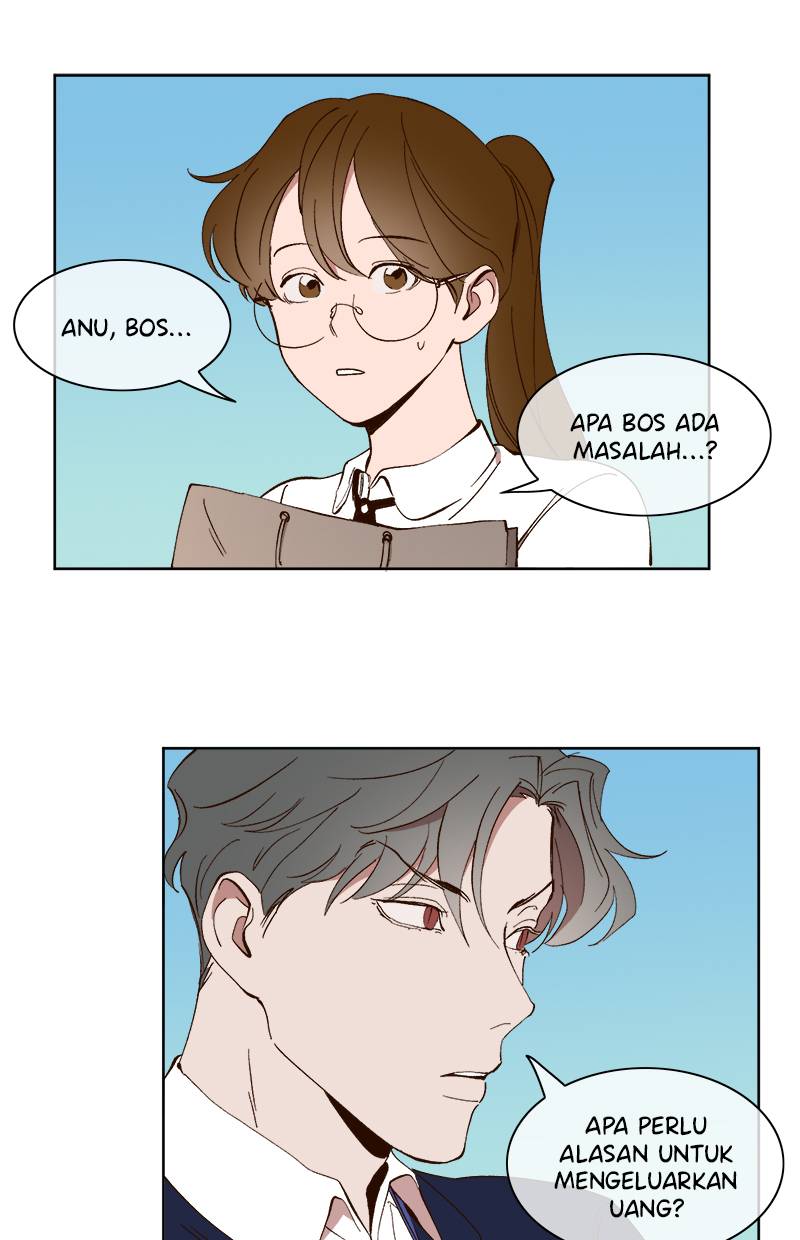 ANU, BOS...
APA BOS ADA
MASALAH...?
APA PERLU
ALASAN UNTUK
MENGELUARKAN
UANG?